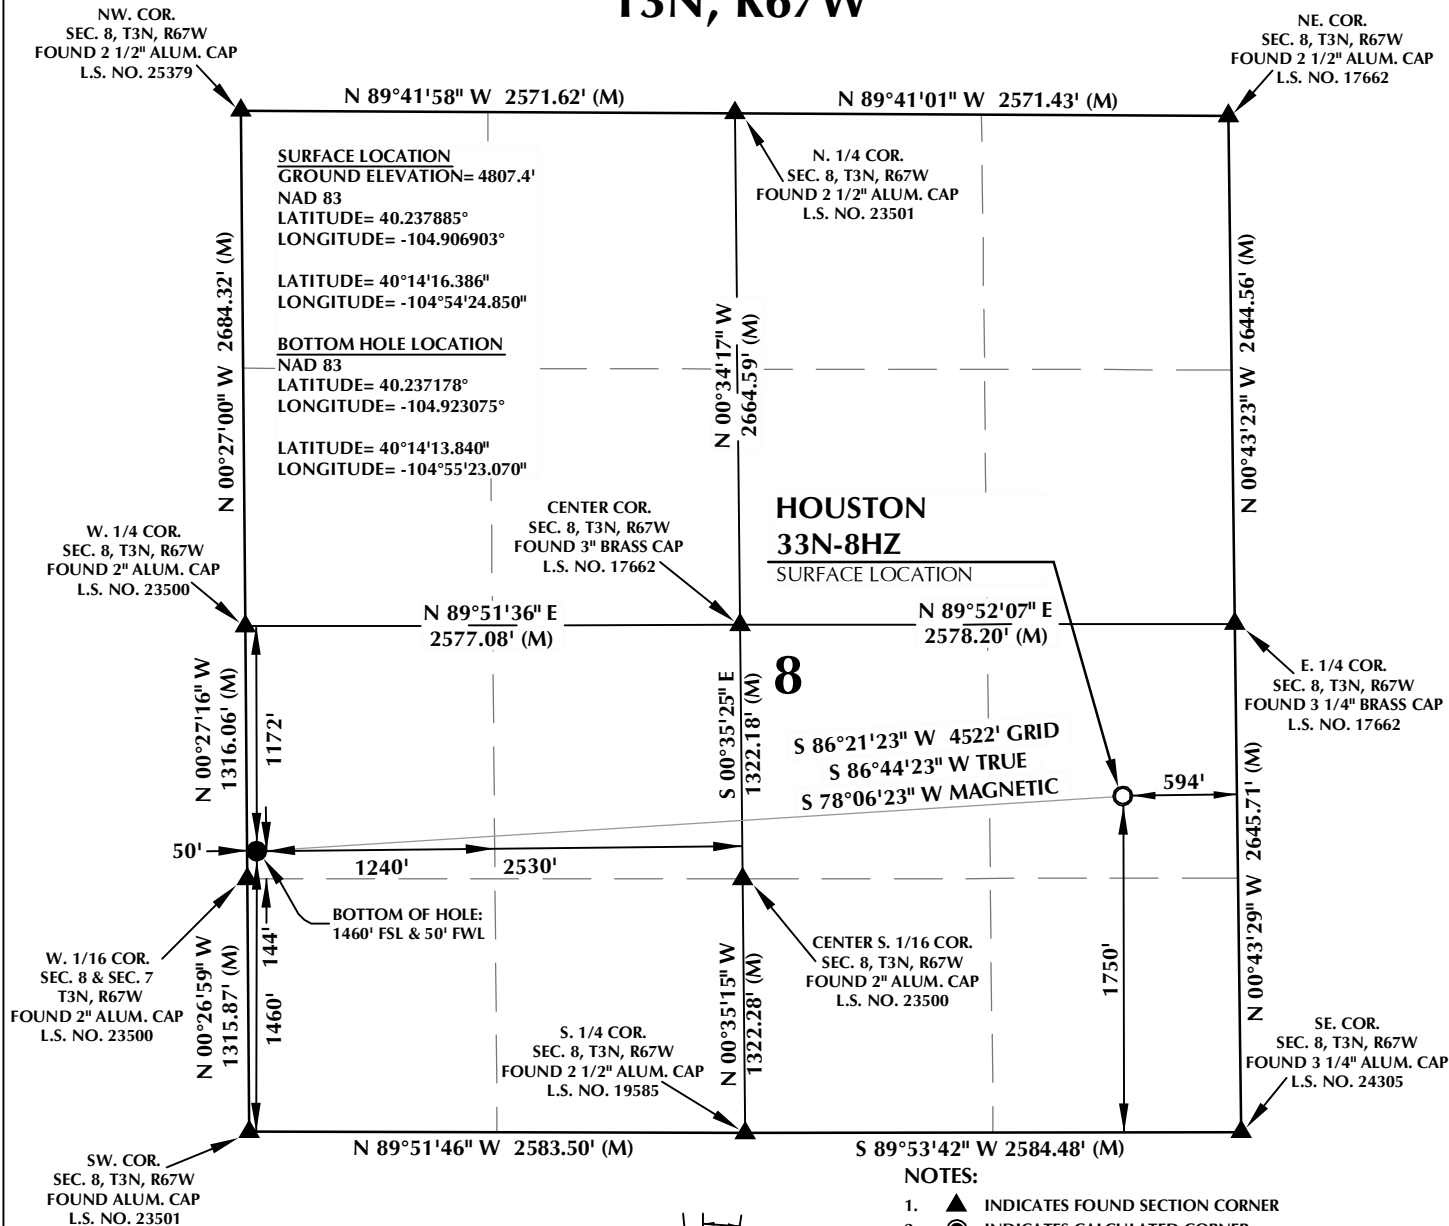 T3N, R67W
NW. COR.
SEC. 8, T3N, R67W
FOUND 2 1/2" ALUM. CAP
L.S. NO. 25379
NE. COR.
SEC. 8, T3N, R67W
FOUND 2 1/2" ALUM. CAP
L.S. NO. 17662
N 89°41'58" W 2571.62' (M)
N 89°41'01" W 2571.43' (M)
SURFACE LOCATION
GROUND ELEVATION= 4807.4'
NAD 83
LATITUDE= 40.237885°
LONGITUDE= -104.906903°
LATITUDE= 40°14'16.386"
LONGITUDE= -104°54'24.850"
BOTTOM HOLE LOCATION
NAD 83
LATITUDE= 40.237178°
LONGITUDE= -104.923075°
LATITUDE= 40°14'13.840"
LONGITUDE= -104°55'23.070"
N. 1/4 COR.
SEC. 8, T3N, R67W
FOUND 2 1/2" ALUM. CAP
L.S. NO. 23501
N 00°27'00" W 2684.32' (M)
N 00°34'17" W
2664.59' (M)
N 00°43'23" W 2644.56' (M)
W. 1/4 COR.
SEC. 8, T3N, R67W
FOUND 2" ALUM. CAP
L.S. NO. 23500
CENTER COR.
SEC. 8, T3N, R67W
FOUND 3" BRASS CAP
L.S. NO. 17662
HOUSTON
33N-8HZ
SURFACE LOCATION
N 89°51'36" E
2577.08' (M)
N 89°52'07" E
2578.20' (M)
E. 1/4 COR.
SEC. 8, T3N, R67W
FOUND 3 1/4" BRASS CAP
L.S. NO. 17662
8
N 00°27'16" W
1316.06' (M)
1172'
S 00°35'25" E
1322.18' (M)
S 86°21'23" W 4522' GRID
S 86°44'23" W TRUE
S 78°06'23" W MAGNETIC
594'
N 00°43'29" W 2645.71' (M)
50'
1240'
2530'
BOTTOM OF HOLE:
1460' FSL & 50' FWL
W. 1/16 COR.
SEC. 8 & SEC. 7
T3N, R67W
FOUND 2" ALUM. CAP
L.S. NO. 23500
N 00°26'59" W
1315.87' (M)
144'
1460'
CENTER S. 1/16 COR.
SEC. 8, T3N, R67W
FOUND 2" ALUM. CAP
L.S. NO. 23500
N 00°35'15" W
1322.28' (M)
1750'
S. 1/4 COR.
SEC. 8, T3N, R67W
FOUND 2 1/2" ALUM. CAP
L.S. NO. 19585
SE. COR.
SEC. 8, T3N, R67W
FOUND 3 1/4" ALUM. CAP
L.S. NO. 24305
N 89°51'46" W 2583.50' (M)
S 89°53'42" W 2584.48' (M)
SW. COR.
SEC. 8, T3N, R67W
FOUND ALUM. CAP
L.S. NO. 23501
NOTES:
1. INDICATES FOUND SECTION CORNER
2. INDICATES CALCULATED CORNER